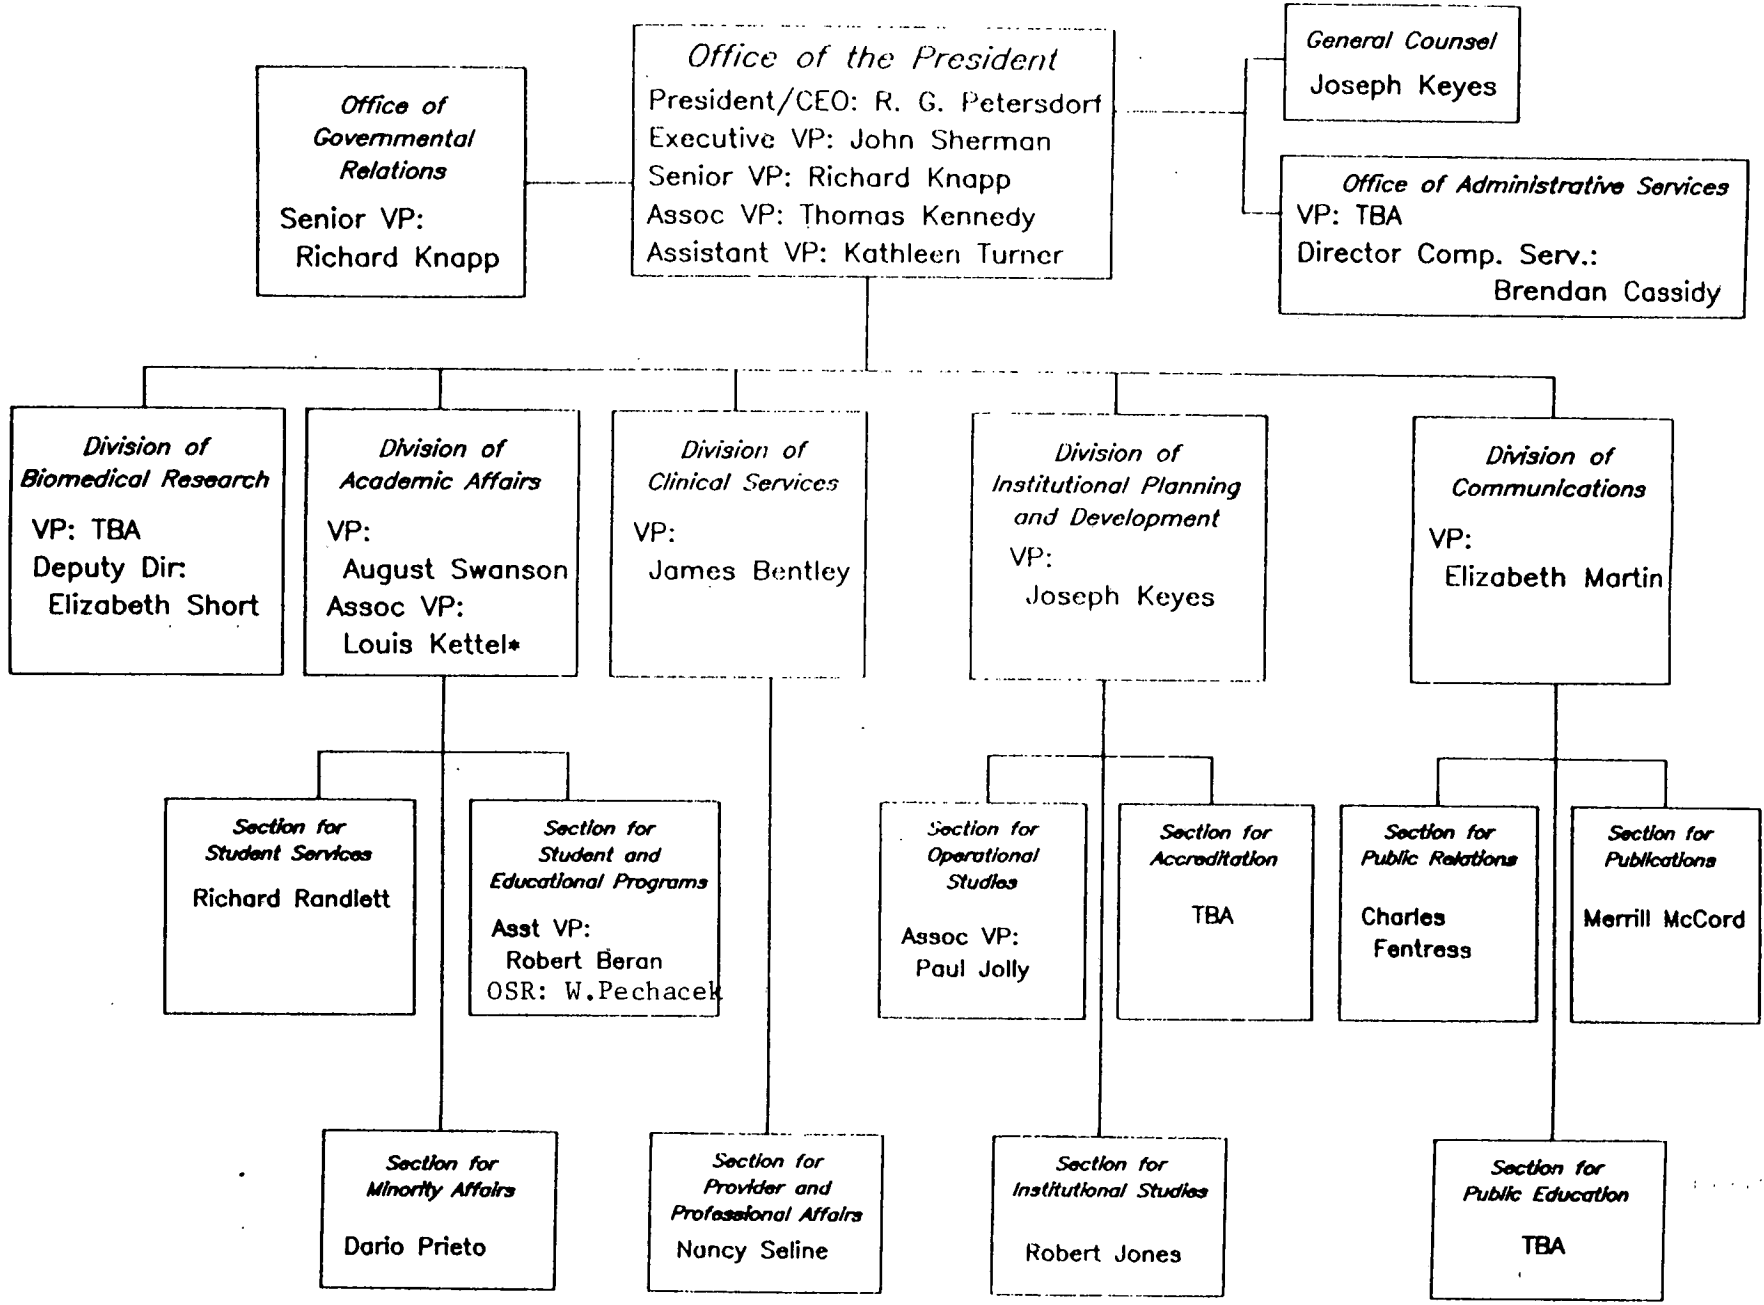 Office of
Governmental
Relations
Senior VP:
Richard Knapp
Office of the President
President/CEO: R. G. Petersdorf
Executive VP: John Sherman
Senior VP: Richard Knapp
Assoc VP: Thomas Kennedy
Assistant VP: Kathleen Turner
General Counsel
Joseph Keyes
Office of Administrative Services
VP: TBA
Director Comp. Serv.:
Brendan Cassidy
Division of
Biomedical Research
VP: TBA
Deputy Dir:
Elizabeth Short
Division of
Academic Affairs
VP:
August Swanson
Assoc VP:
Louis Kettel*
Division of
Clinical Services
VP:
James Bentley
Division of
Institutional Planning
and Development
VP:
Joseph Keyes
Division of
Communications
VP:
Elizabeth Martin
Section for
Student Services
Richard Randlett
Section for
Student and
Educational Programs
Asst VP:
Robert Beran
OSR: W.Pechacek
Section for
Operational
Studies
Assoc VP:
Paul Jolly
Section for
Accreditation
TBA
Section for
Public Relations
Charles
Fentress
Section for
Publications
Merrill McCord
Section for
Minority Affairs
Dario Prieto
Section for
Provider and
Professional Affairs
Nancy Seline
Section for
Institutional Studies
Robert Jones
Section for
Public Education
TBA